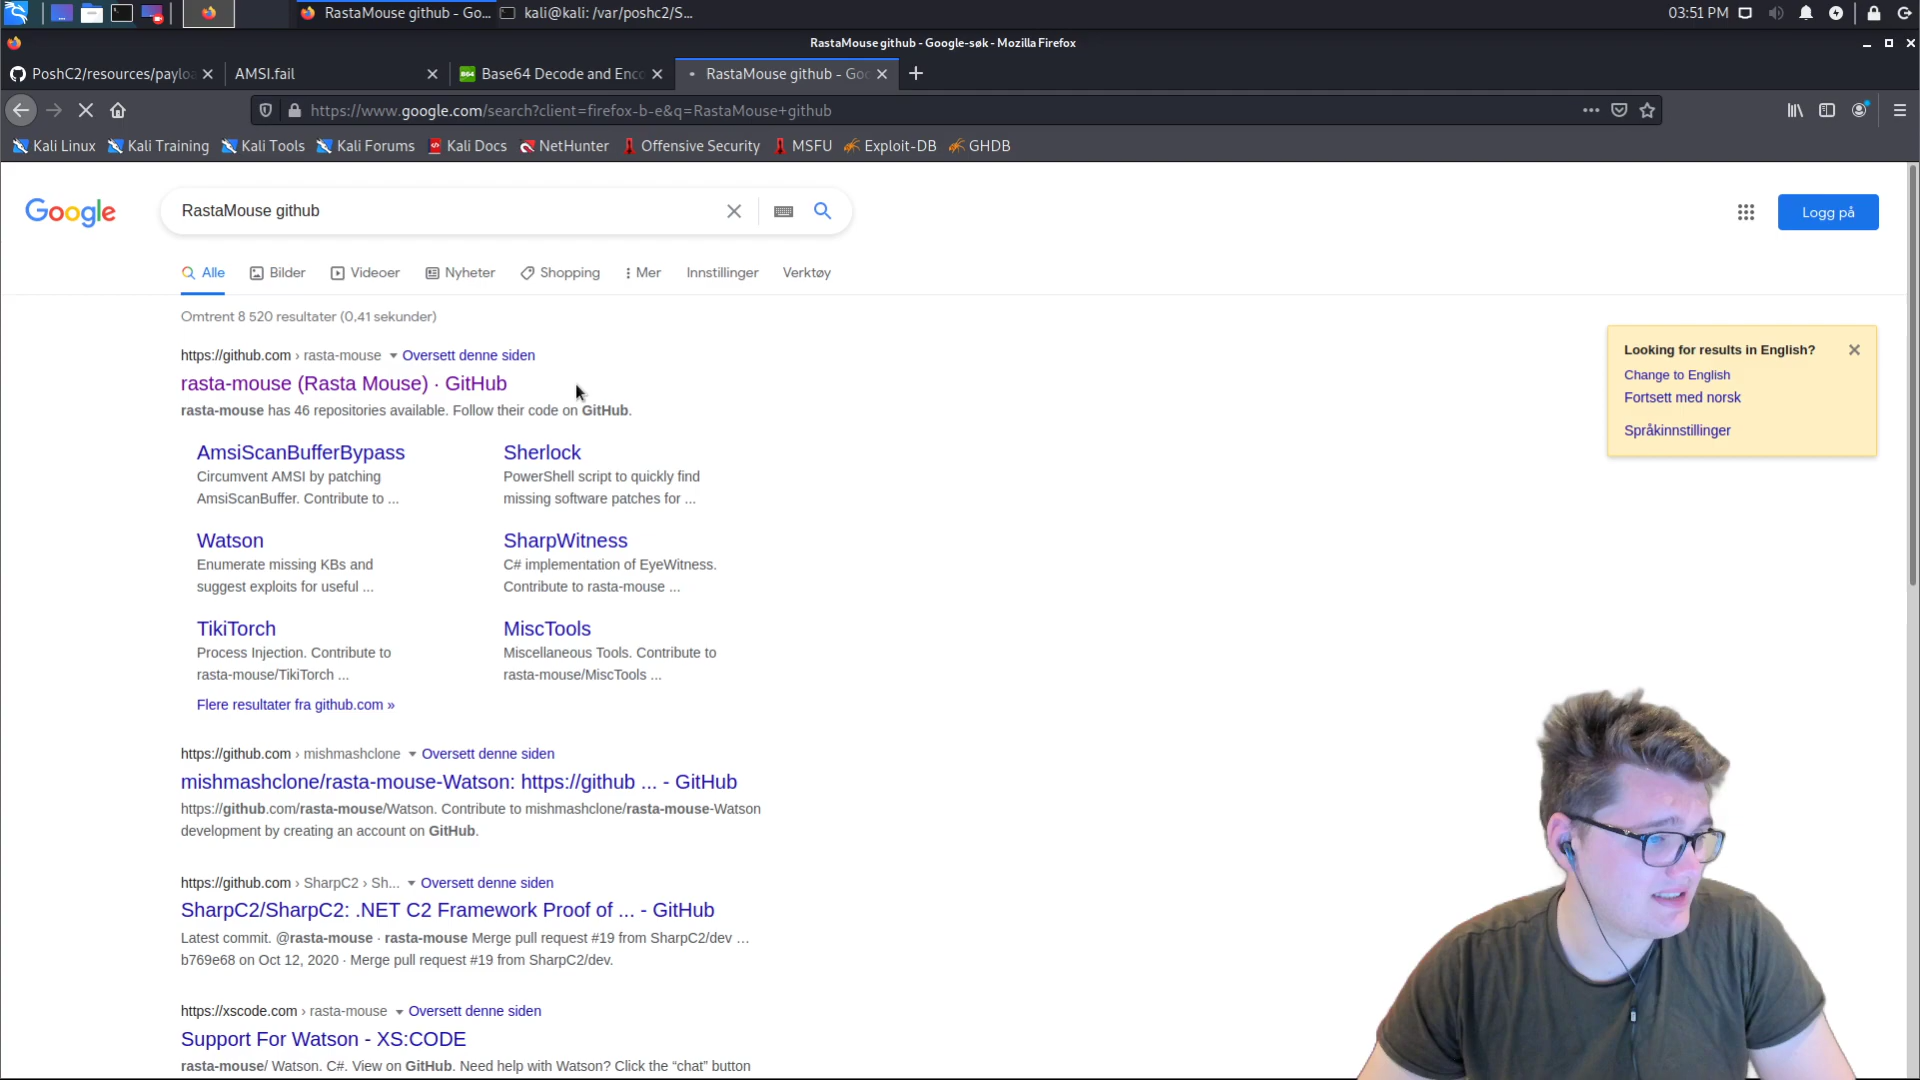 RastaMouse github - Go...
kali@kali: /var/poshc2/S...
03:51 PM
RastaMouse github - Google-søk - Mozilla Firefox
PoshC2/resources/payloa
AMSI.fail
Base64 Decode and Enco
RastaMouse github - Goo
https://www.google.com/search?client=firefox-b-e&q=RastaMouse+github
Kali Linux
Kali Training
Kali Tools
Kali Forums
Kali Docs
NetHunter
Offensive Security
MSFU
Exploit-DB
GHDB
Google
RastaMouse github
Logg på
Alle
Bilder
Videoer
Nyheter
Shopping
Mer
Innstillinger
Verktøy
Omtrent 8 520 resultater (0,41 sekunder)
https://github.com › rasta-mouse
Oversett denne siden
rasta-mouse (Rasta Mouse) · GitHub
rasta-mouse has 46 repositories available. Follow their code on GitHub.
AmsiScanBufferBypass
Circumvent AMSI by patching
AmsiScanBuffer. Contribute to ...
Sherlock
PowerShell script to quickly find
missing software patches for ...
Watson
Enumerate missing KBs and
suggest exploits for useful ...
SharpWitness
C# implementation of EyeWitness.
Contribute to rasta-mouse ...
TikiTorch
Process Injection. Contribute to
rasta-mouse/TikiTorch ...
MiscTools
Miscellaneous Tools. Contribute to
rasta-mouse/MiscTools ...
Flere resultater fra github.com »
https://github.com › mishmashclone
Oversett denne siden
mishmashclone/rasta-mouse-Watson: https://github ... - GitHub
https://github.com/rasta-mouse/Watson. Contribute to mishmashclone/rasta-mouse-Watson
development by creating an account on GitHub.
https://github.com › SharpC2 › Sh...
Oversett denne siden
SharpC2/SharpC2: .NET C2 Framework Proof of ... - GitHub
Latest commit. @rasta-mouse · rasta-mouse Merge pull request #19 from SharpC2/dev …
b769e68 on Oct 12, 2020 · Merge pull request #19 from SharpC2/dev.
https://xscode.com › rasta-mouse
Oversett denne siden
Support For Watson - XS:CODE
rasta-mouse/ Watson. C#. View on GitHub. Need help with Watson? Click the “chat” button
Looking for results in English?
Change to English
Fortsett med norsk
Språkinnstillinger